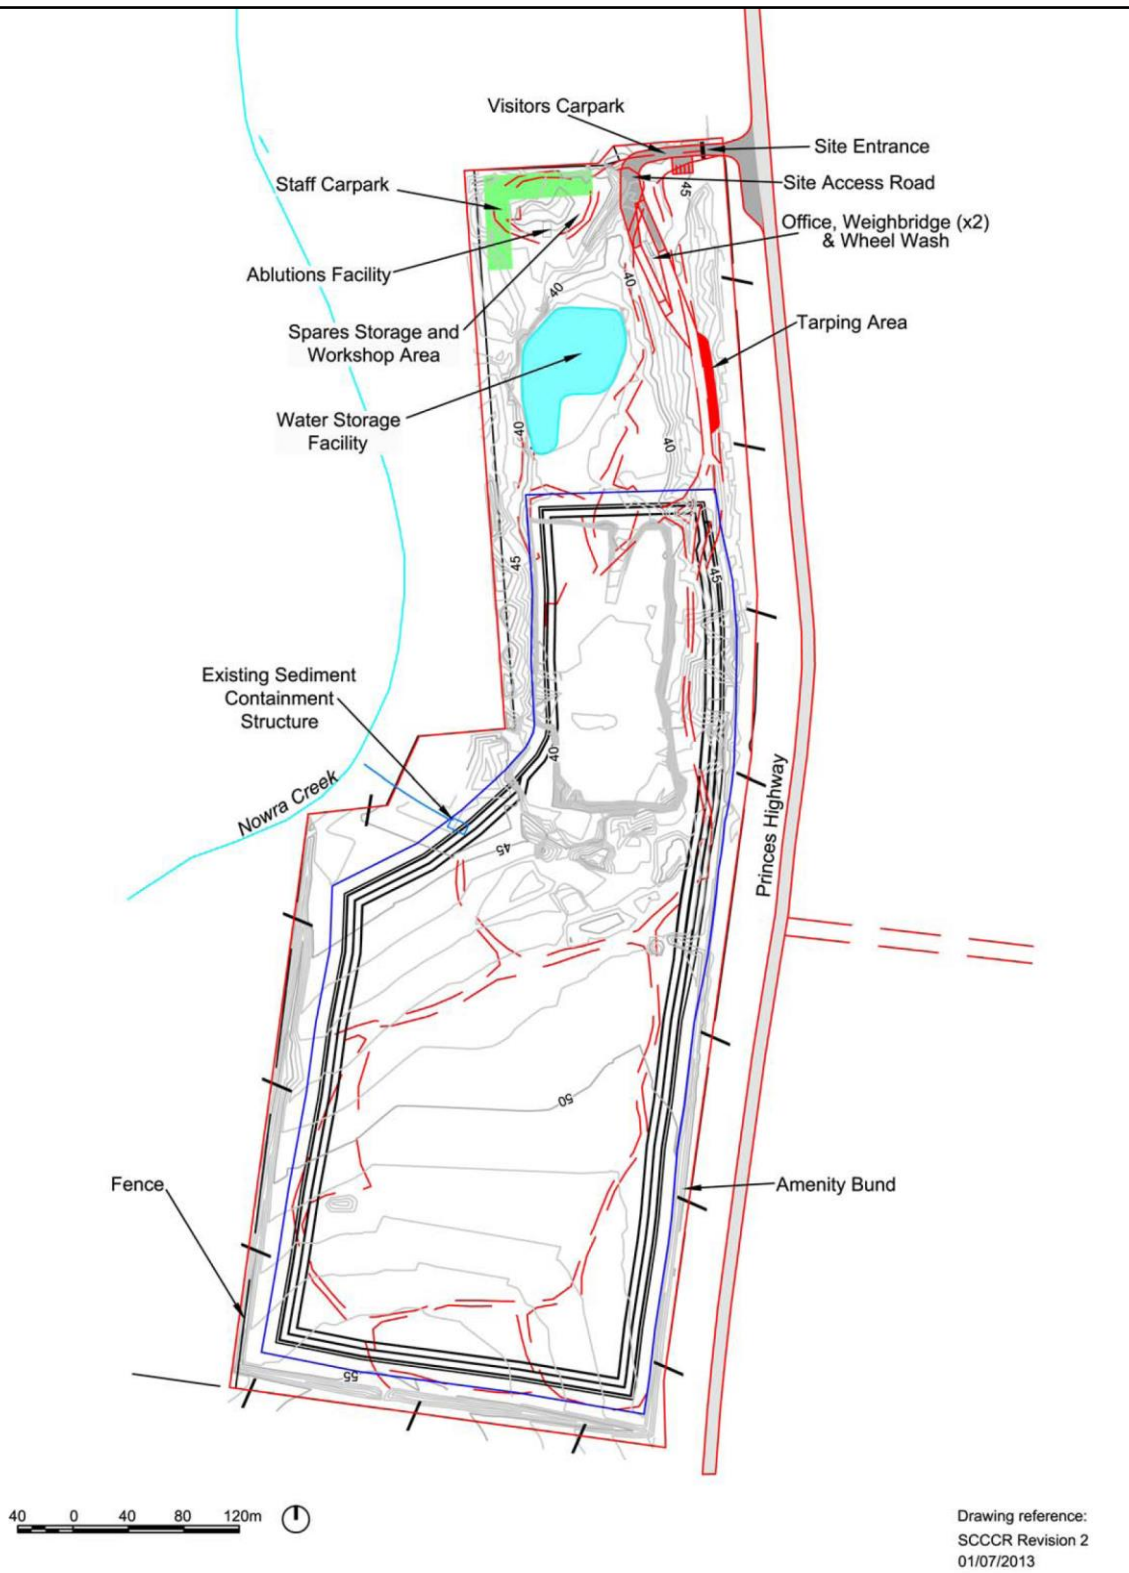 Visitors Carpark
Site Entrance
Staff Carpark
Site Access Road
45
Office, Weighbridge (x2)
& Wheel Wash
Ablutions Facility
40
40
Spares Storage and
Workshop Area
Tarping Area
Water Storage
Facility
40
40
45
45
Existing Sediment
Containment
Structure
40
Nowra Creek
Princes Highway
45
50
Fence
Amenity Bund
55
40 0 40 80 120m
Drawing reference:
SCCCR Revision 2
01/07/2013